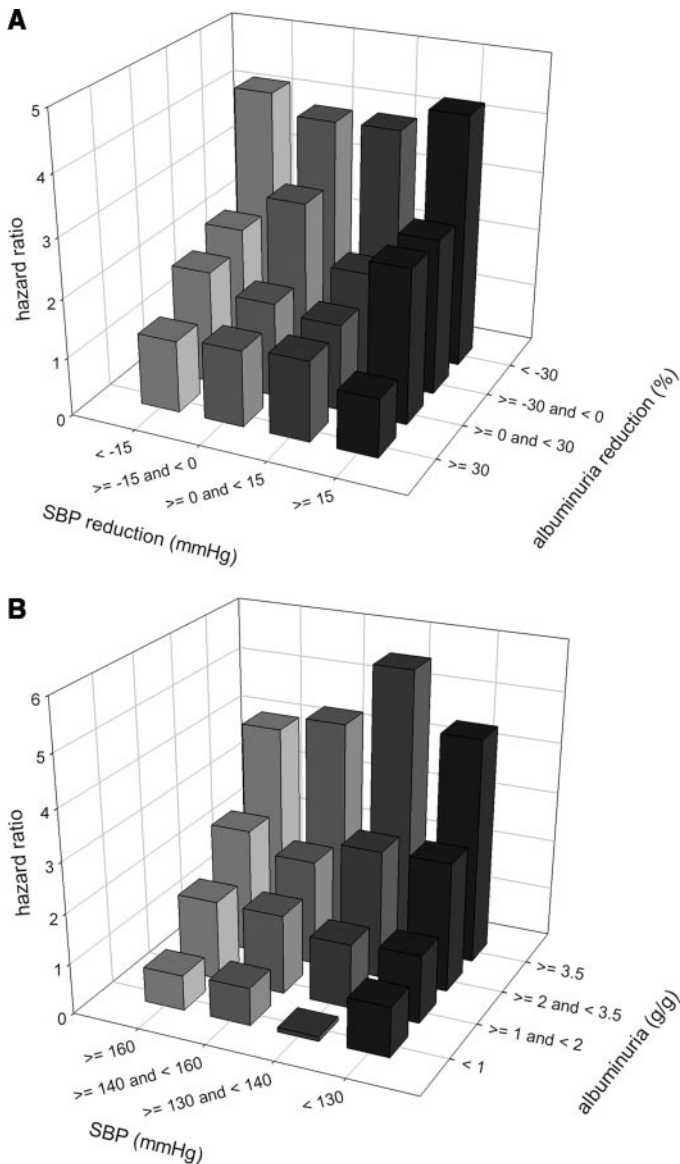 A
5
4
3
2
1
0
hazard ratio
< -15
>= -15 and < 0
>= 0 and < 15
>= 15
SBP reduction (mmHg)
< -30
>= -30 and < 0
>= 0 and < 30
>= 30
albuminuria reduction (%)
B
6
5
4
3
2
1
0
hazard ratio
>= 160
>= 140 and < 160
>= 130 and < 140
< 130
SBP (mmHg)
>= 3.5
>= 2 and < 3.5
>= 1 and < 2
< 1
albuminuria (g/g)